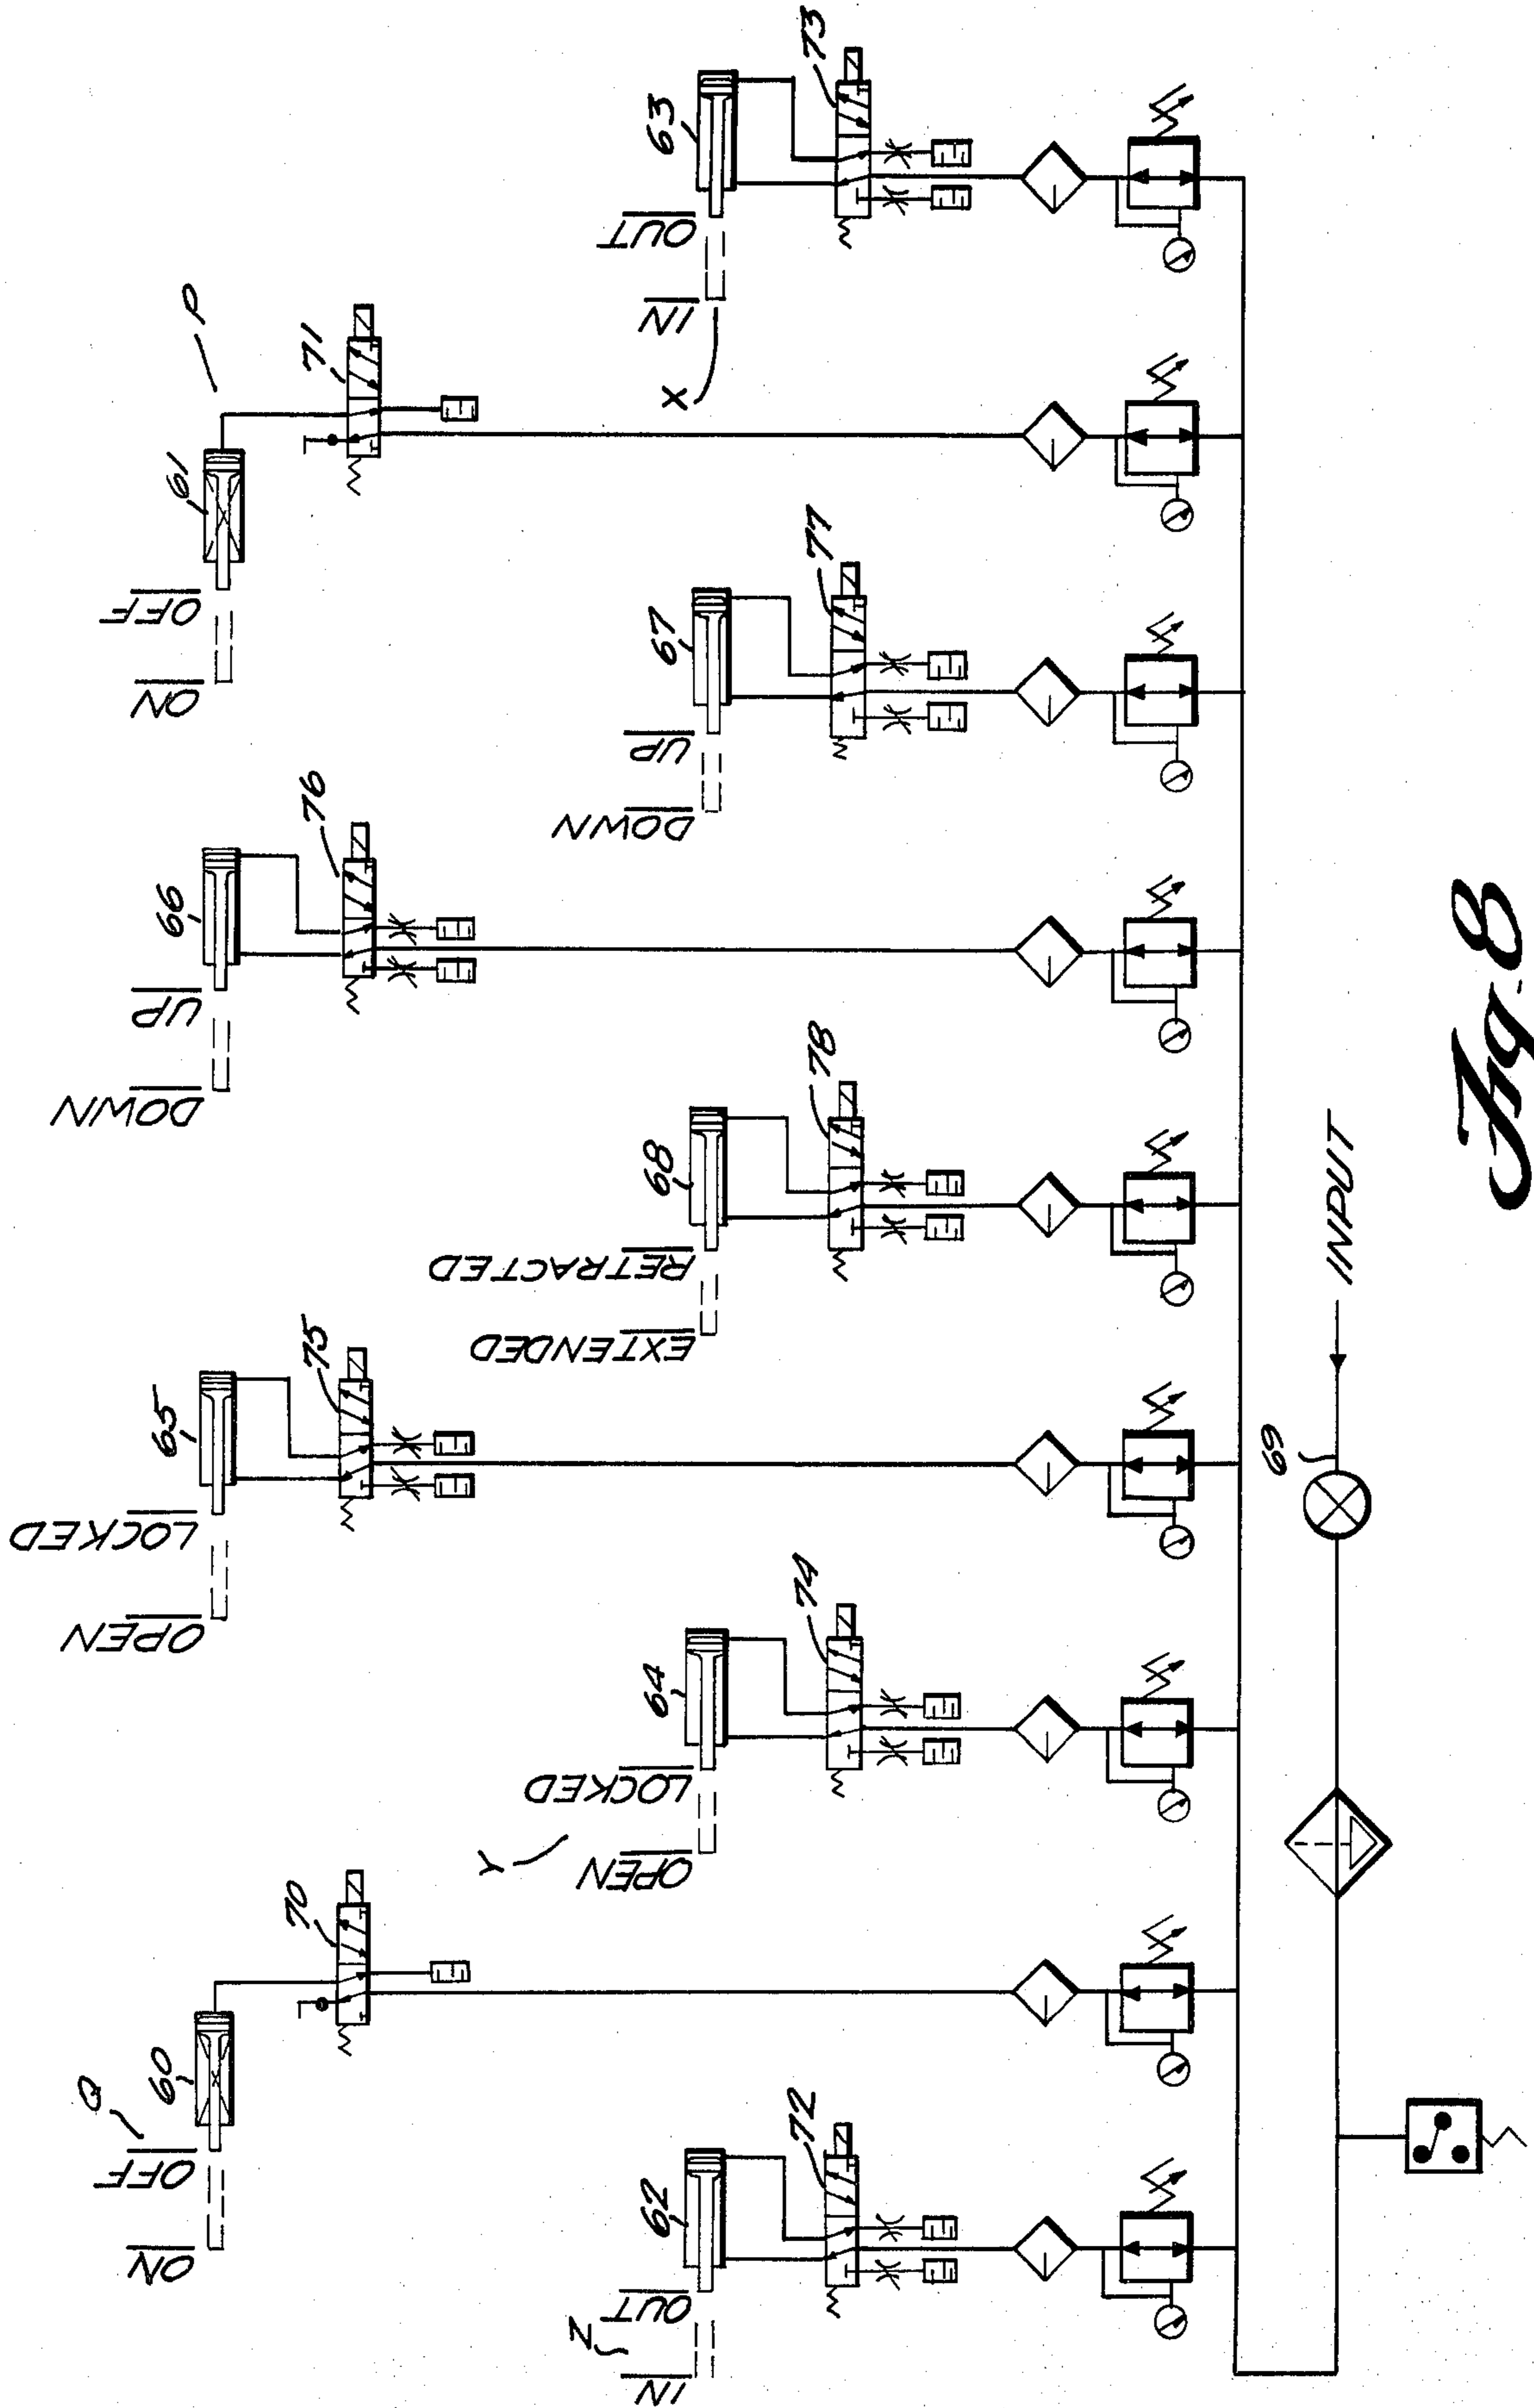 73
63
OUT
IN
X
P
71
61
OFF
ON
77
67
UP
DOWN
76
66
UP
DOWN
78
68
RETRACTED
EXTENDED
75
65
LOCKED
OPEN
74
64
LOCKED
OPEN
Y
70
Q
60
OFF
ON
72
62
OUT
IN
Z
69
INPUT
Fig. 8